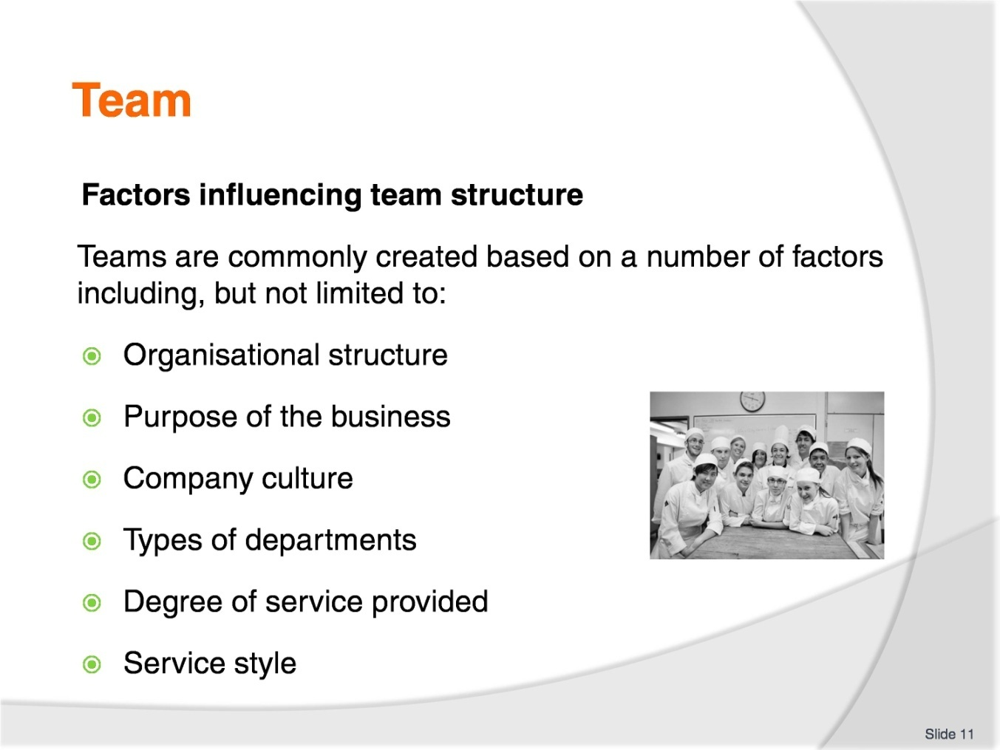 Team
Factors influencing team structure
Teams are commonly created based on a number of factors
including, but not limited to:
Organisational structure
Purpose of the business
Company culture
Types of departments
Degree of service provided
Service style
Slide 11